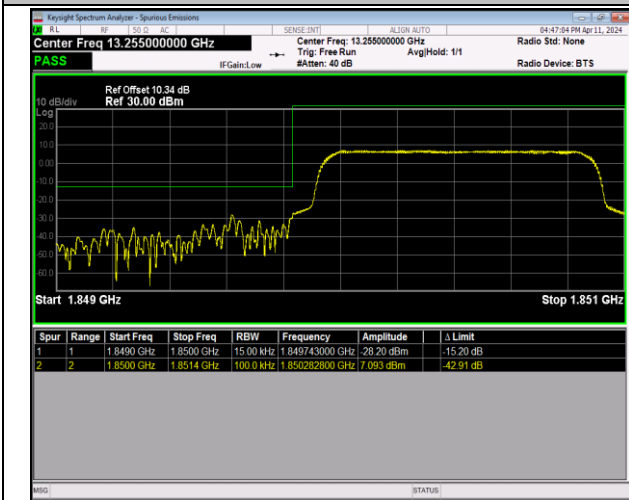 Keysight Spectrum Analyzer - Spurious Emissions
RL RF 50 Ω AC SENSE:INT ALIGN AUTO 04:47:04 PM Apr 11, 2024
Center Freq 13.255000000 GHz Center Freq: 13.255000000 GHz Radio Std: None
Trig: Free Run Avg|Hold: 1/1
PASS IFGain:Low #Atten: 40 dB Radio Device: BTS
Ref Offset 10.34 dB
10 dB/div Ref 30.00 dBm
Log
20.0
10.0
0.00
-10.0
-20.0
-30.0
-40.0
-50.0
-60.0
Start 1.849 GHz Stop 1.851 GHz
Spur Range Start Freq Stop Freq RBW Frequency Amplitude Δ Limit
1 1 1.8490 GHz 1.8500 GHz 15.00 kHz 1.849743000 GHz -28.20 dBm -15.20 dB
2 2 1.8500 GHz 1.8514 GHz 100.0 kHz 1.850282800 GHz 7.093 dBm -42.91 dB
MSG STATUS